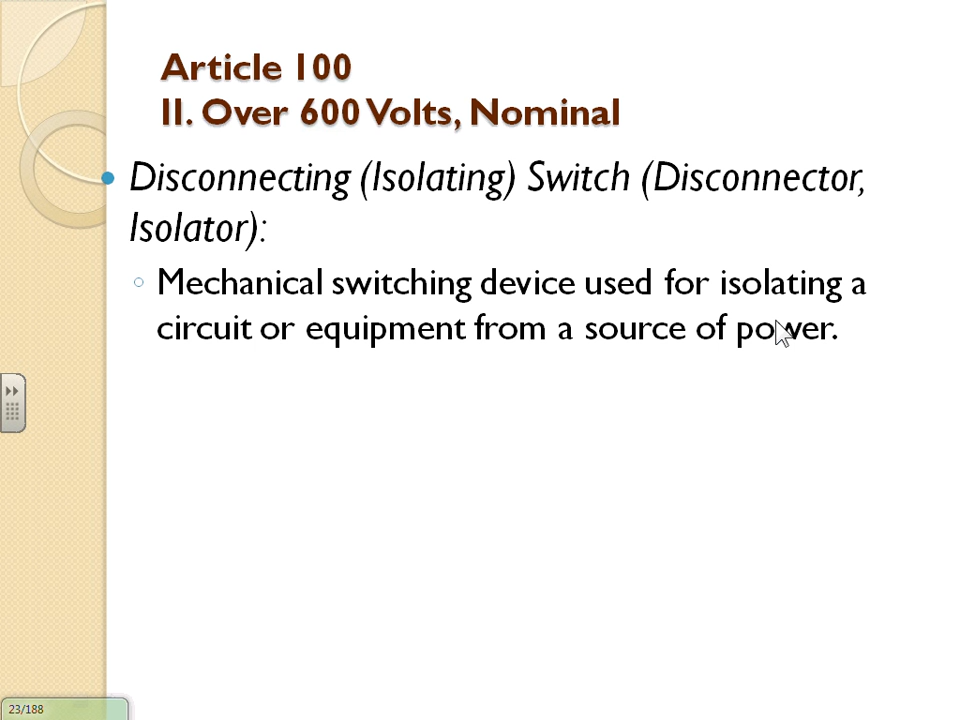 Article 100
II. Over 600 Volts, Nominal
Disconnecting (Isolating) Switch (Disconnector,
Isolator):
Mechanical switching device used for isolating a
circuit or equipment from a source of power.
23/188